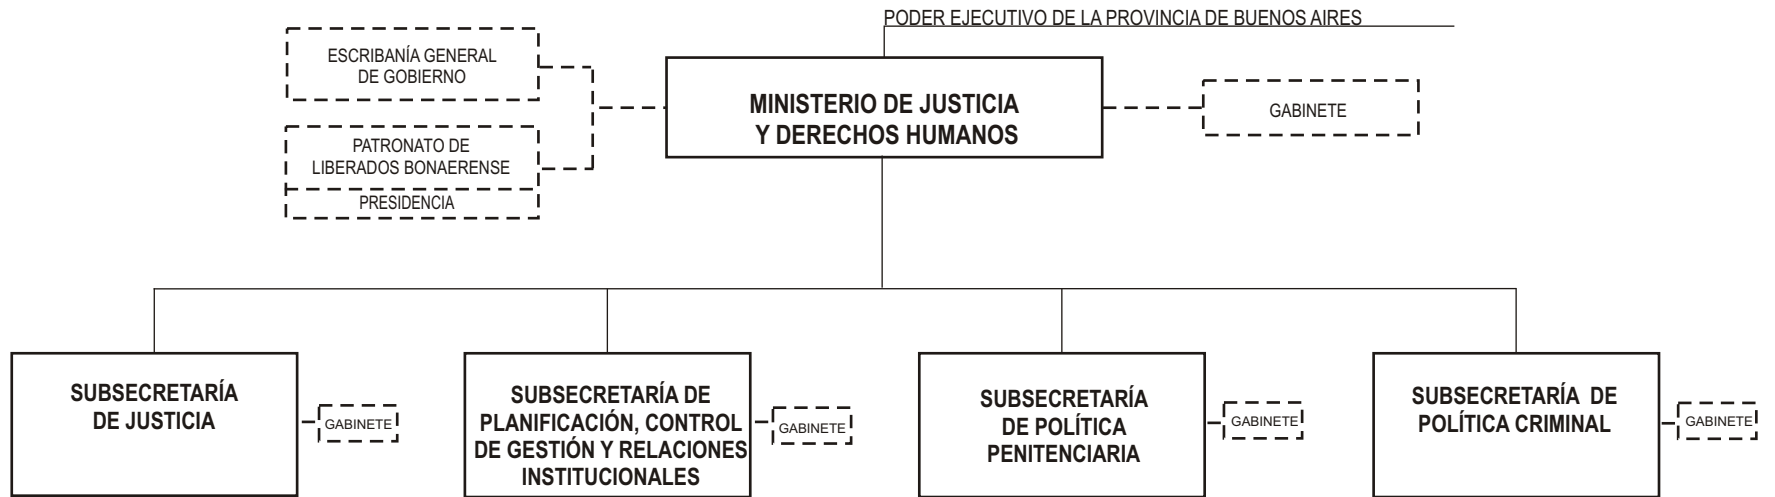 PODER EJECUTIVO DE LA PROVINCIA DE BUENOS AIRES
ESCRIBANÍA GENERAL
DE GOBIERNO
PATRONATO DE
LIBERADOS BONAERENSE
PRESIDENCIA
MINISTERIO DE JUSTICIA
Y DERECHOS HUMANOS
GABINETE
SUBSECRETARÍA
DE JUSTICIA
GABINETE
SUBSECRETARÍA DE
PLANIFICACIÓN, CONTROL
DE GESTIÓN Y RELACIONES
INSTITUCIONALES
GABINETE
SUBSECRETARÍA
DE POLÍTICA
PENITENCIARIA
GABINETE
SUBSECRETARÍA DE
POLÍTICA CRIMINAL
GABINETE